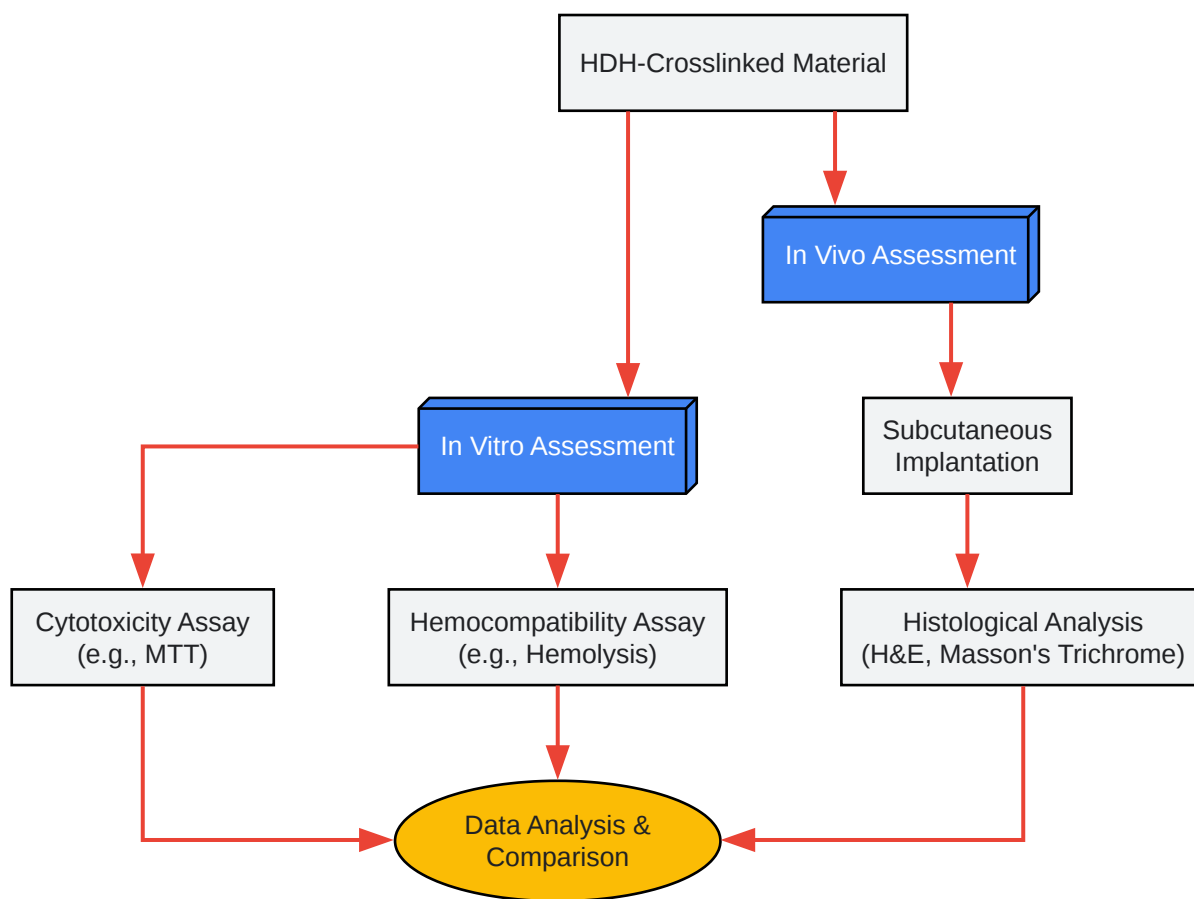 HDH-Crosslinked Material
In Vivo Assessment
In Vitro Assessment
Subcutaneous
Implantation
Cytotoxicity Assay
(e.g., MTT)
Hemocompatibility Assay
(e.g., Hemolysis)
Histological Analysis
(H&E, Masson's Trichrome)
Data Analysis &
Comparison